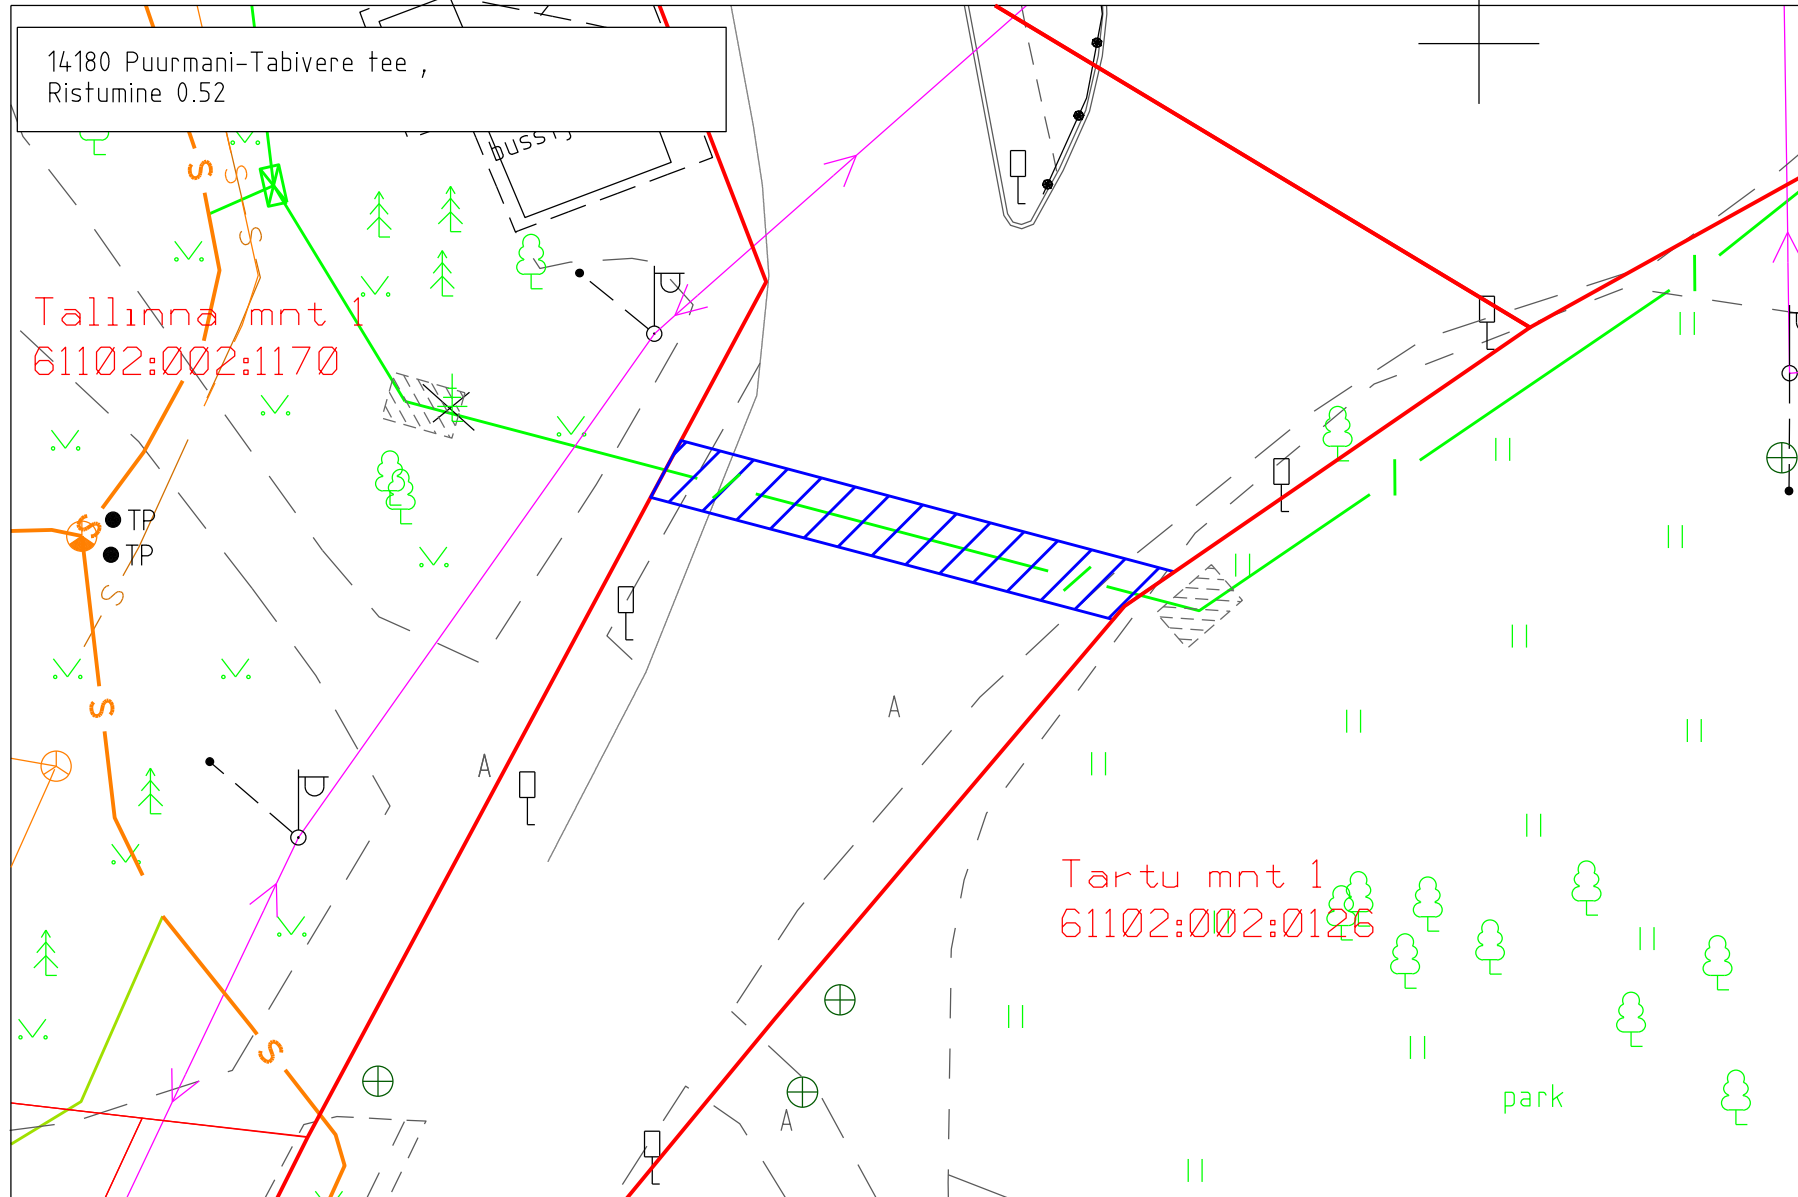 14180 Puurmani-Tabivere tee ,
Ristumine 0.52
S
S
S
Tallinna mnt 1
61102:002:1170
S
TP
TP
S
S
A
A
Tartu mnt 1
61102:002:0126
S
park
A